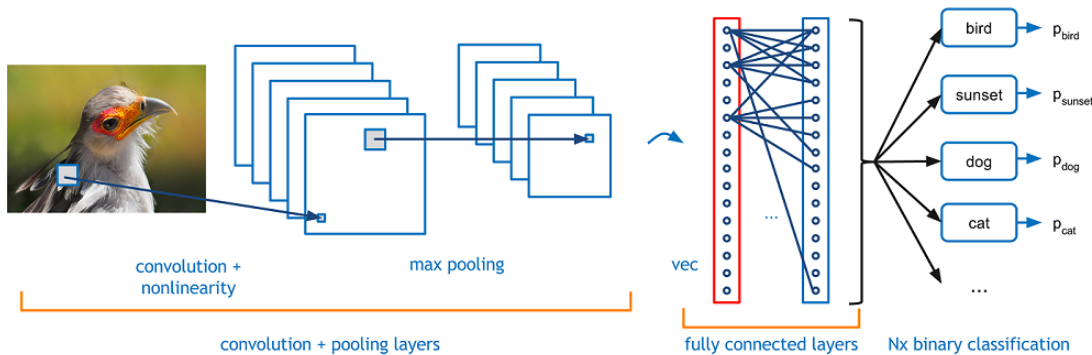 bird
p_bird
sunset
p_sunset
dog
p_dog
cat
p_cat
...
...
convolution +
nonlinearity
max pooling
vec
convolution + pooling layers
fully connected layers
Nx binary classification